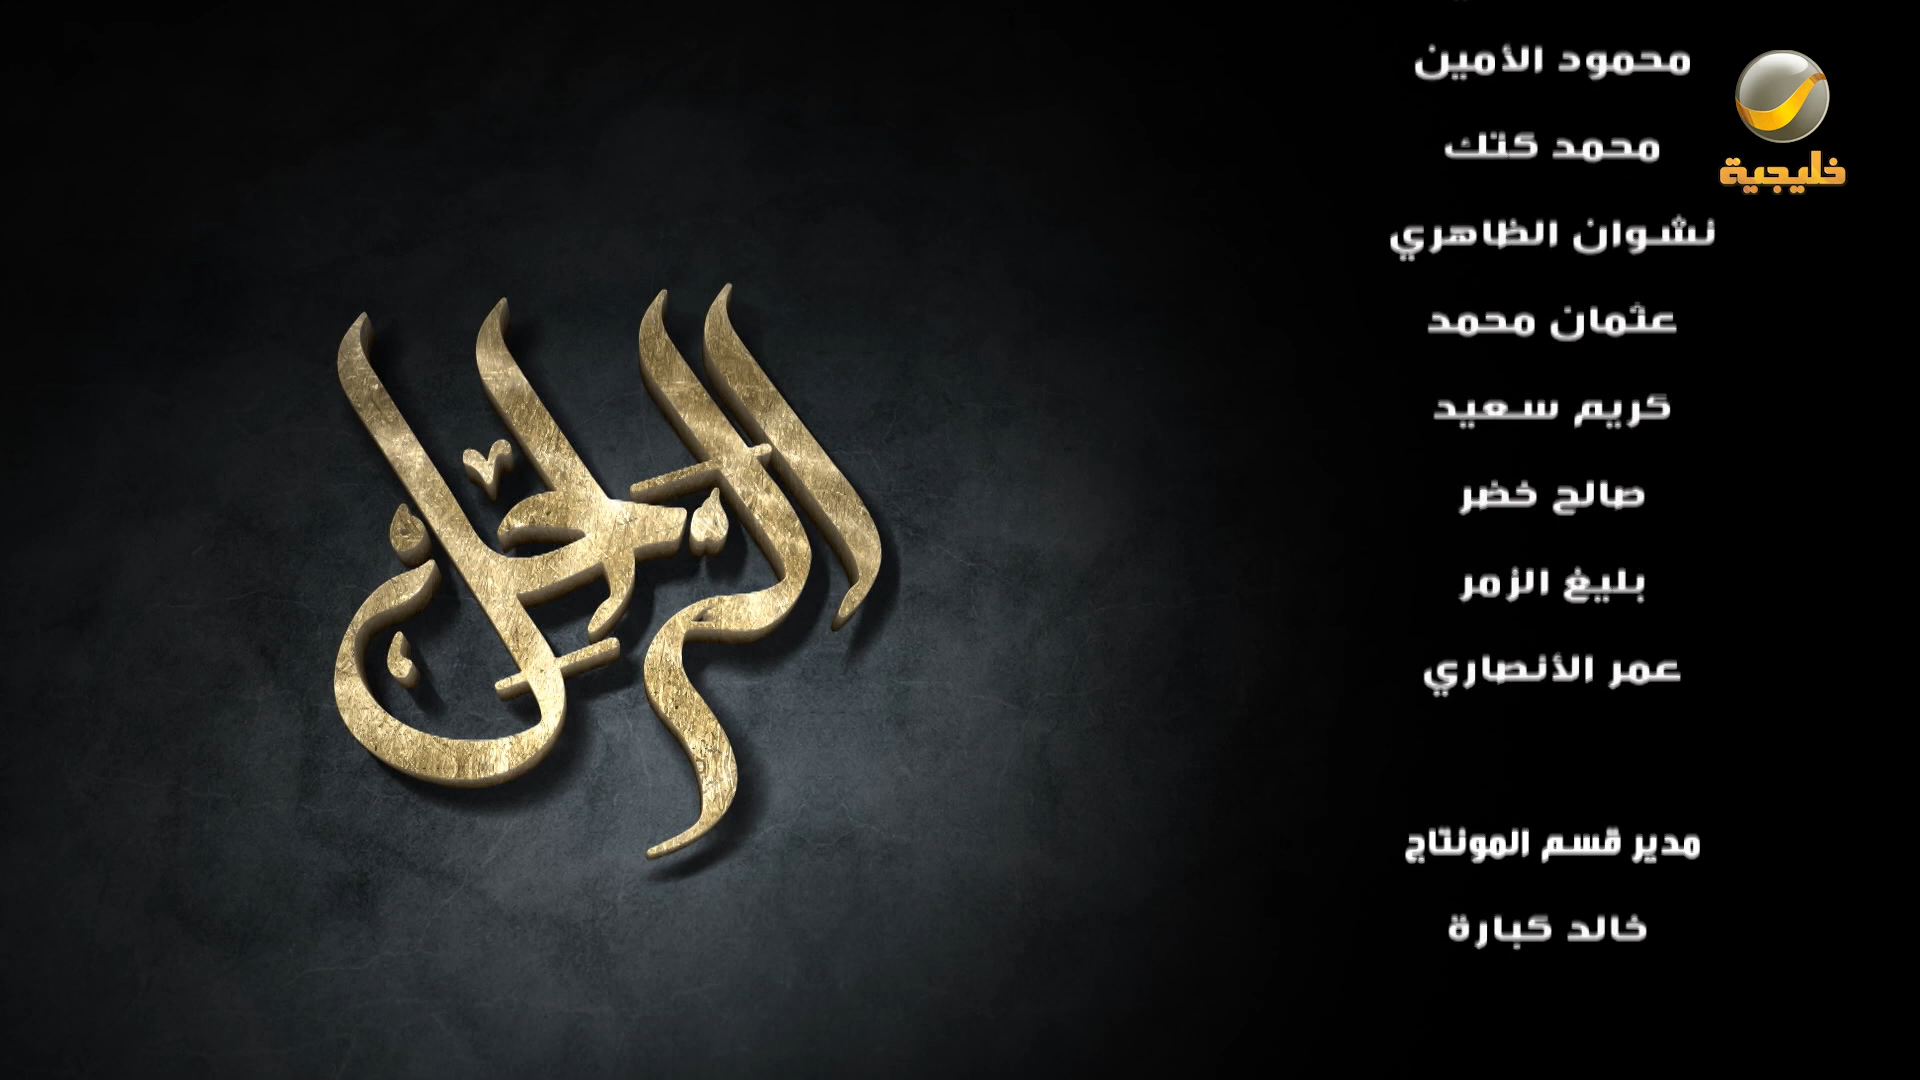 محمود الأمين
محمد كتك
نشوان الظاهري
عثمان محمد
كريم سعيد
صالح خضر
بليغ الزمر
عمر الأنصاري
مدير قسم المونتاج
خالد كبارة
خليجية
الراحل